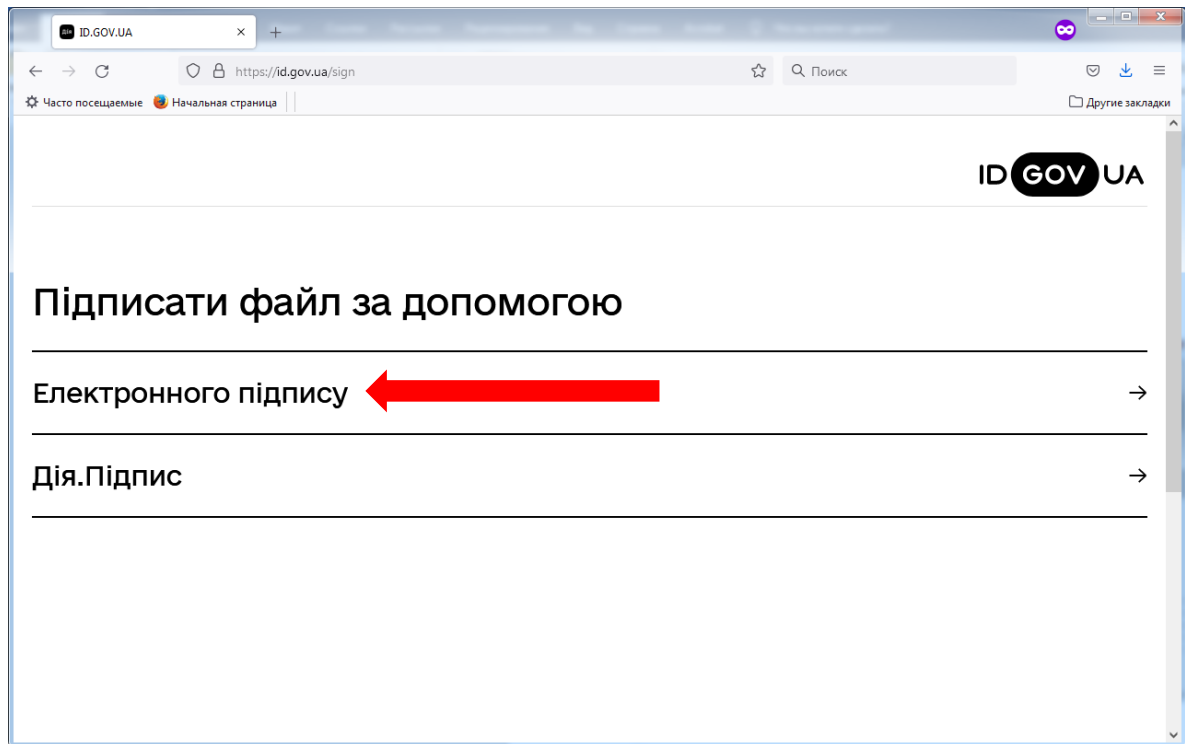 Дія ID.GOV.UA
https://id.gov.ua/sign
Поиск
Часто посещаемые
Начальная страница
Другие закладки
ID GOV UA
Підписати файл за допомогою
Електронного підпису
Дія.Підпис